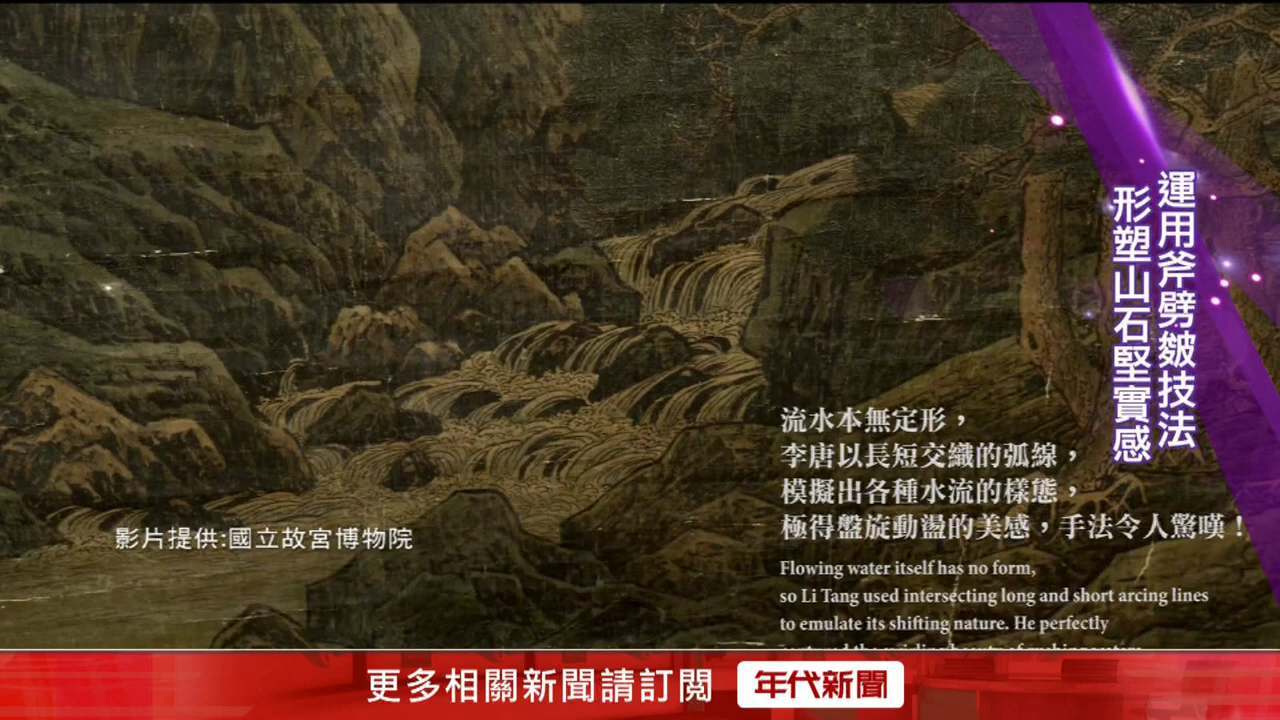 運用斧劈皴技法
形塑山石堅實感
流水本無定形，
李唐以長短交織的弧線，
模擬出各種水流的樣態，
極得盤旋動盪的美感，手法令人驚嘆！
Flowing water itself has no form,
so Li Tang used intersecting long and short arcing lines
to emulate its shifting nature. He perfectly
影片提供:國立故宮博物院
更多相關新聞請訂閱
年代新聞